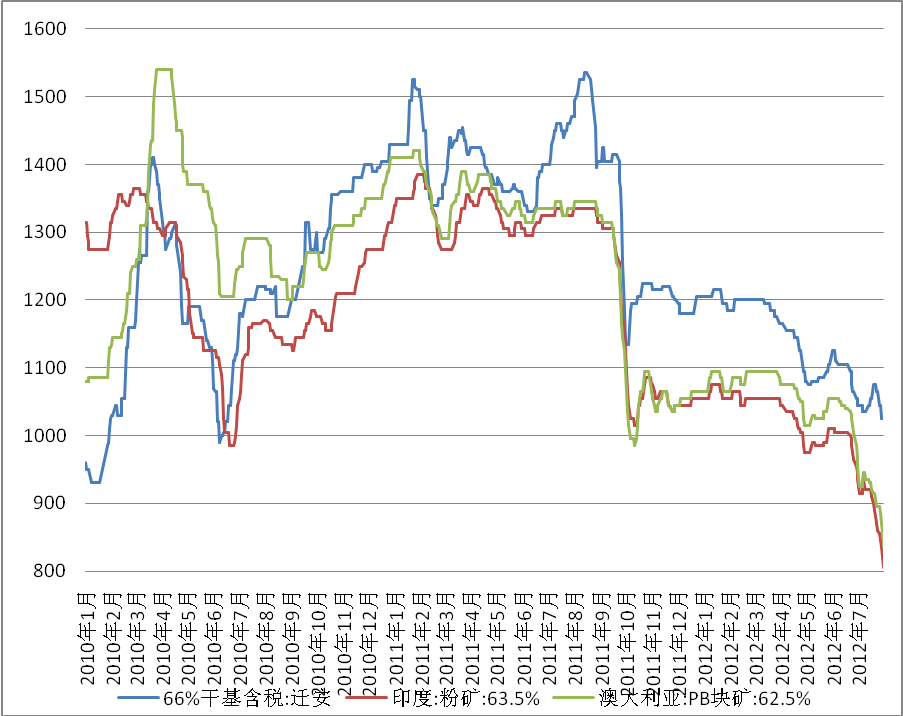 1600
1500
1400
1300
1200
1100
1000
900
800
2010年1月
2010年2月
2010年3月
2010年4月
2010年5月
2010年6月
2010年7月
2010年8月
2010年9月
2010年10月
2010年11月
2010年12月
2011年1月
2011年2月
2011年3月
2011年4月
2011年5月
2011年6月
2011年7月
2011年8月
2011年9月
2011年10月
2011年11月
2011年12月
2012年1月
2012年2月
2012年3月
2012年4月
2012年5月
2012年6月
2012年7月
66%干基含税:迁安 印度:粉矿:63.5% 澳大利亚:PB块矿:62.5%